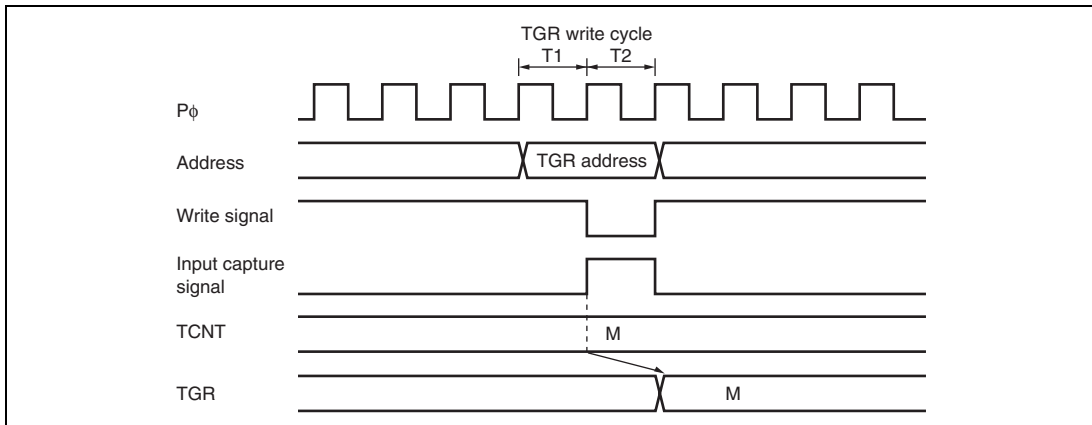 TGR write cycle
T1 T2
Pϕ
Address
TGR address
Write signal
Input capture
signal
TCNT
M
TGR
M